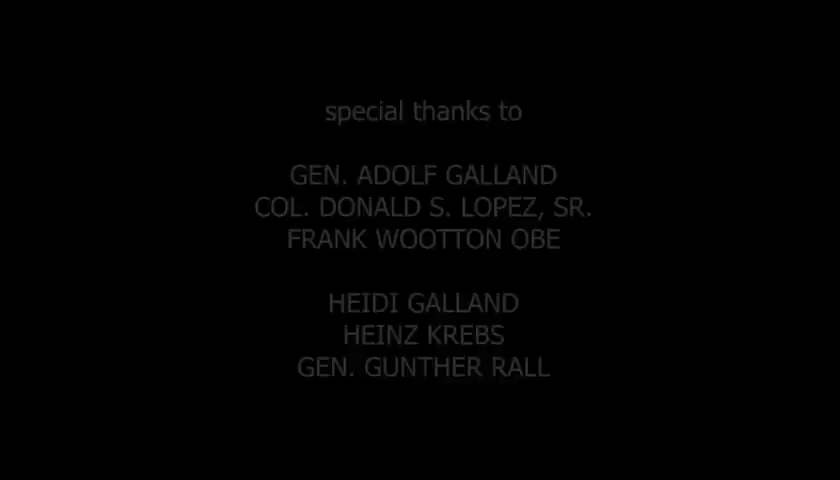 special thanks to
GEN. ADOLF GALLAND
COL. DONALD S. LOPEZ, SR.
FRANK WOOTTON OBE
HEIDI GALLAND
HEINZ KREBS
GEN. GUNTHER RALL